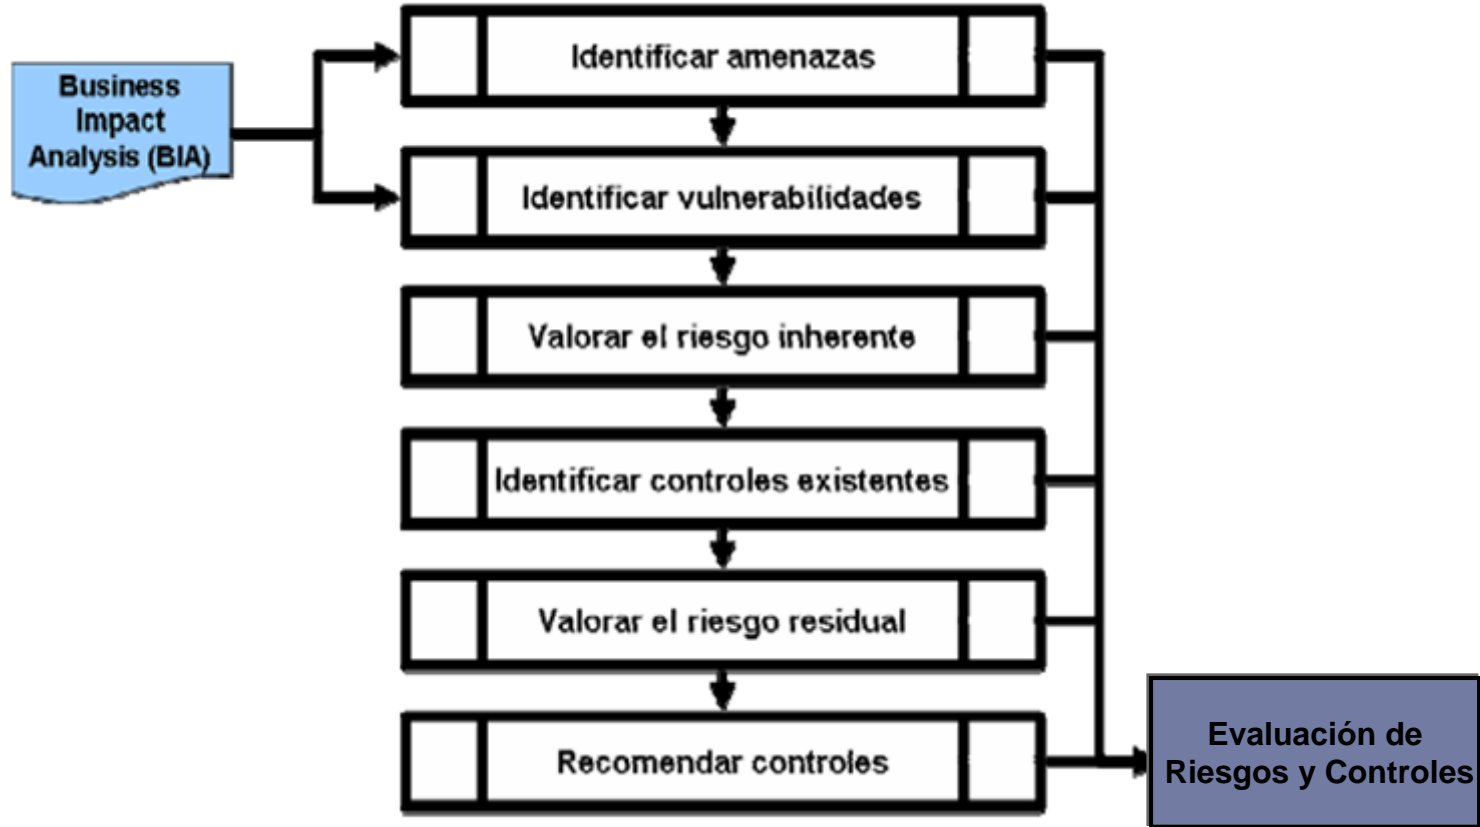 Business
Impact
Analysis (BIA)
Identificar amenazas
Identificar vulnerabilidades
Valorar el riesgo inherente
Identificar controles existentes
Valorar el riesgo residual
Recomendar controles
Evaluación de
Riesgos y Controles